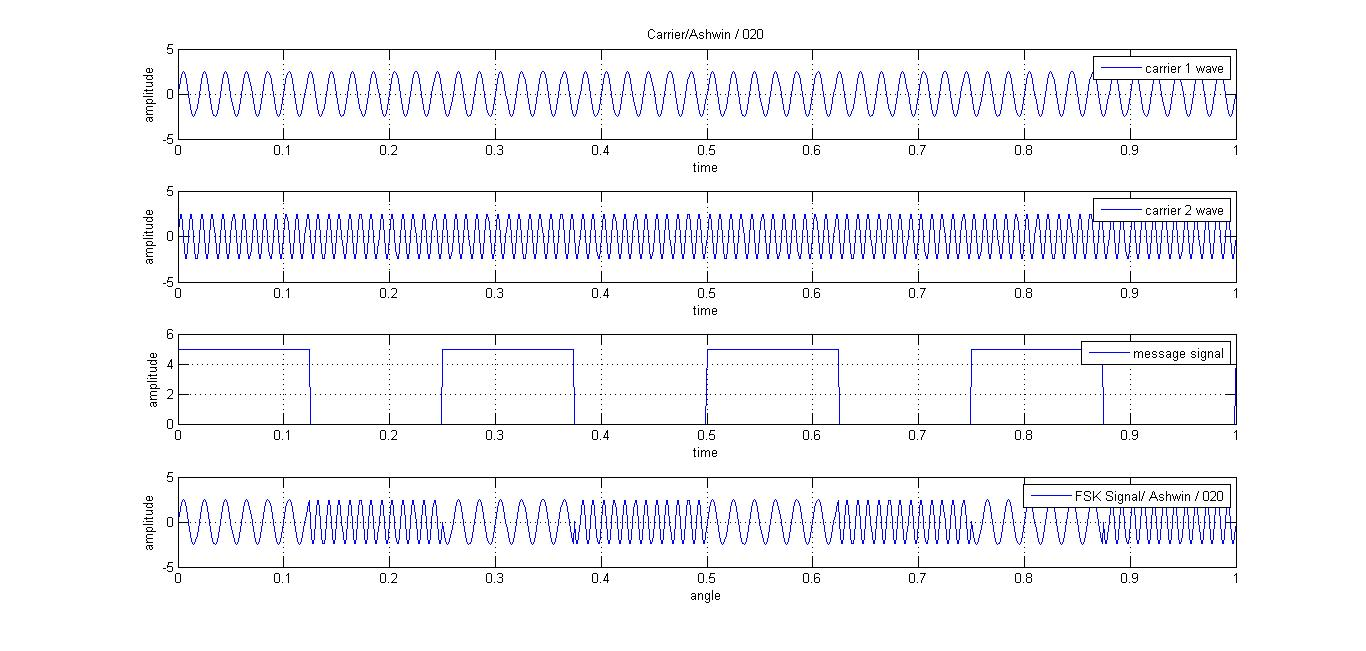 Carrier/Ashwin / 020
5
0
-5
amplitude
carrier 1 wave
0 0.1 0.2 0.3 0.4 0.5 0.6 0.7 0.8 0.9 1
time
5
0
-5
amplitude
carrier 2 wave
0 0.1 0.2 0.3 0.4 0.5 0.6 0.7 0.8 0.9 1
time
6
4
2
0
amplitude
message signal
0 0.1 0.2 0.3 0.4 0.5 0.6 0.7 0.8 0.9 1
time
5
0
-5
amplitude
FSK Signal/ Ashwin / 020
0 0.1 0.2 0.3 0.4 0.5 0.6 0.7 0.8 0.9 1
angle